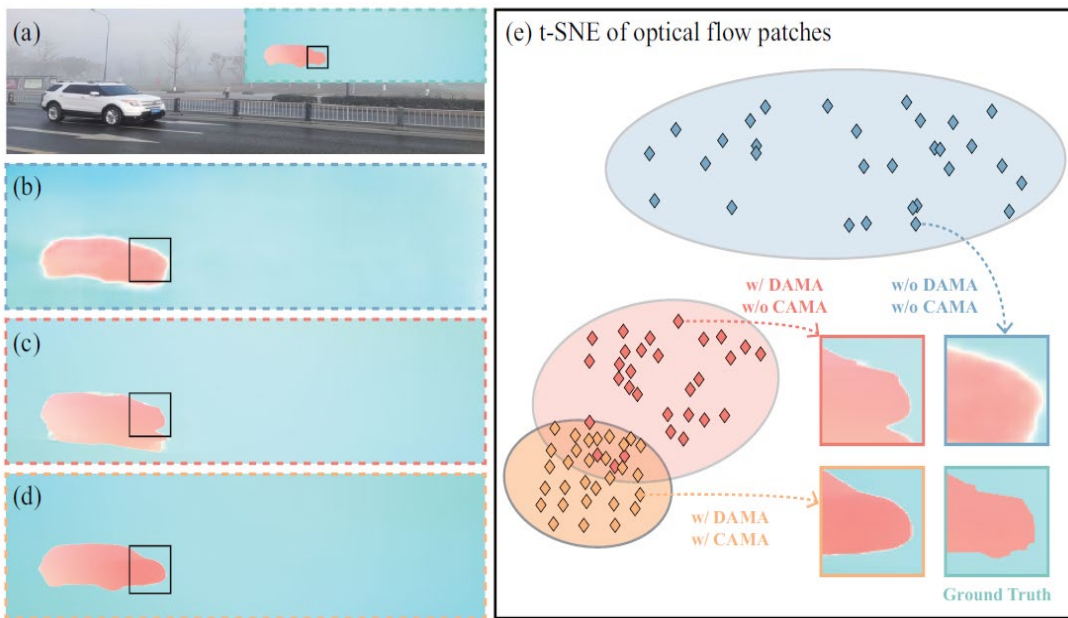 (a)
(b)
(c)
(d)
(e) t-SNE of optical flow patches
w/ DAMA
w/o CAMA
w/o DAMA
w/o CAMA
w/ DAMA
w/ CAMA
Ground Truth